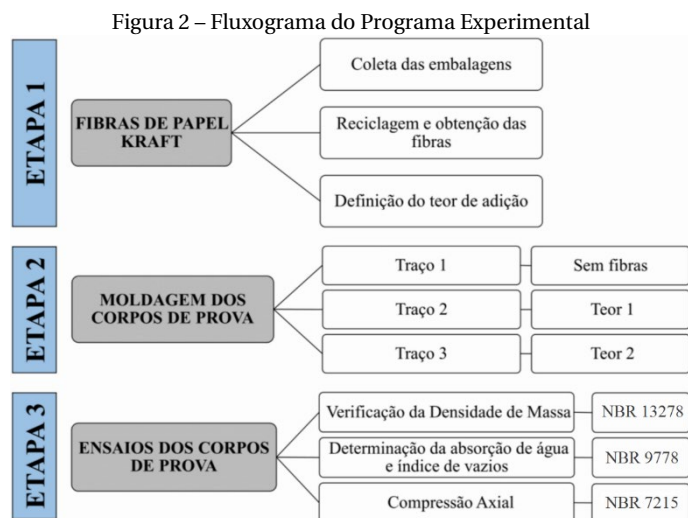 Figura 2 – Fluxograma do Programa Experimental
ETAPA 1
FIBRAS DE PAPEL
KRAFT
Coleta das embalagens
Reciclagem e obtenção das
fibras
Definição do teor de adição
ETAPA 2
MOLDAGEM DOS
CORPOS DE PROVA
Traço 1
Sem fibras
Traço 2
Teor 1
Traço 3
Teor 2
ETAPA 3
ENSAIOS DOS CORPOS
DE PROVA
Verificação da Densidade de Massa
NBR 13278
Determinação da absorção de água
e índice de vazios
NBR 9778
Compressão Axial
NBR 7215